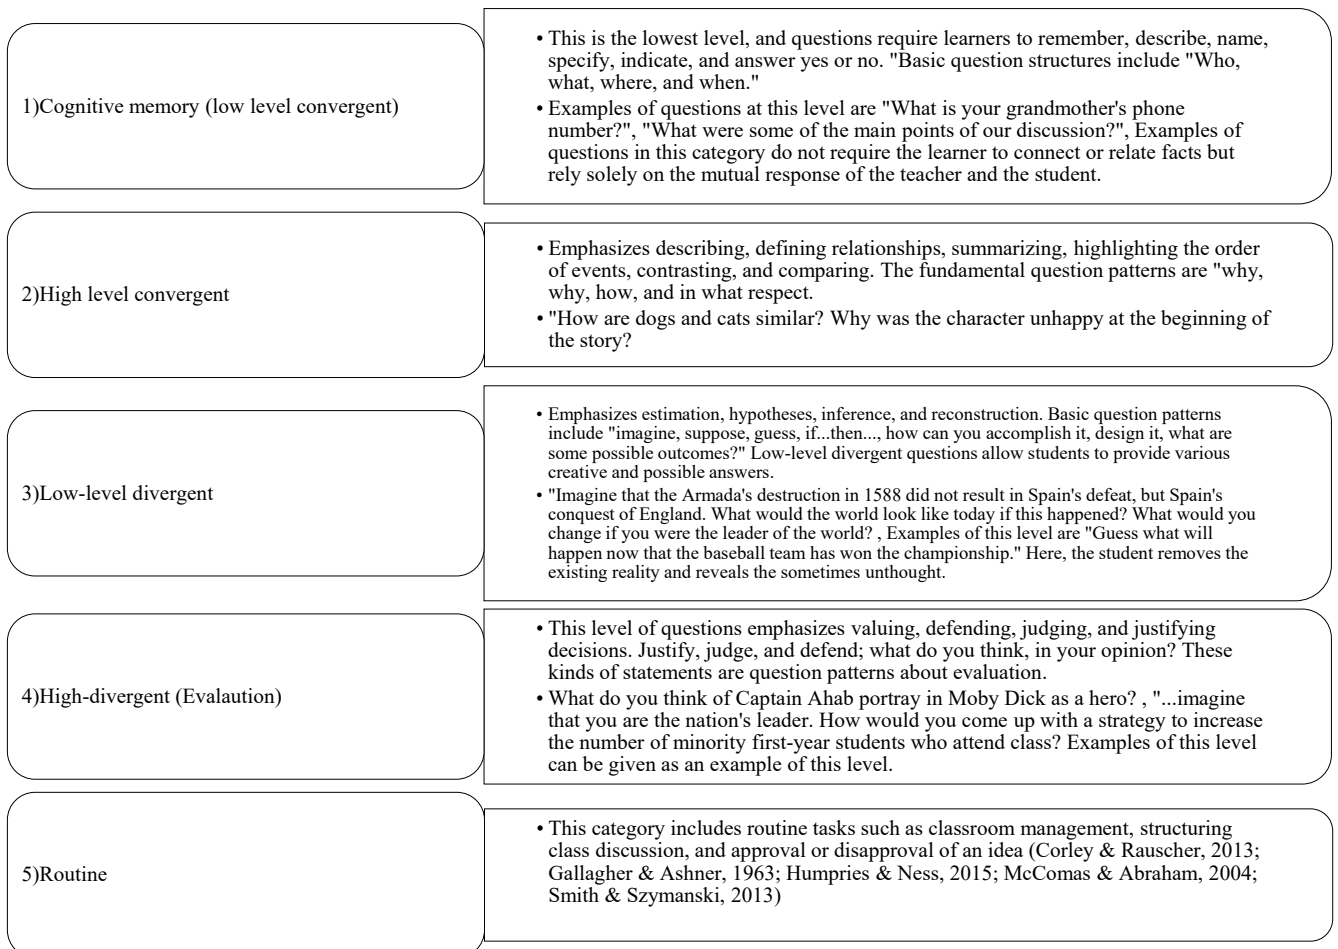 1)Cognitive memory (low level convergent)
• This is the lowest level, and questions require learners to remember, describe, name,
specify, indicate, and answer yes or no. "Basic question structures include "Who,
what, where, and when."
• Examples of questions at this level are "What is your grandmother's phone
number?", "What were some of the main points of our discussion?", Examples of
questions in this category do not require the learner to connect or relate facts but
rely solely on the mutual response of the teacher and the student.
2)High level convergent
• Emphasizes describing, defining relationships, summarizing, highlighting the order
of events, contrasting, and comparing. The fundamental question patterns are "why,
why, how, and in what respect.
• "How are dogs and cats similar? Why was the character unhappy at the beginning of
the story?
3)Low-level divergent
• Emphasizes estimation, hypotheses, inference, and reconstruction. Basic question patterns
include "imagine, suppose, guess, if...then..., how can you accomplish it, design it, what are
some possible outcomes?" Low-level divergent questions allow students to provide various
creative and possible answers.
• "Imagine that the Armada's destruction in 1588 did not result in Spain's defeat, but Spain's
conquest of England. What would the world look like today if this happened? What would you
change if you were the leader of the world? , Examples of this level are "Guess what will
happen now that the baseball team has won the championship." Here, the student removes the
existing reality and reveals the sometimes unthought.
4)High-divergent (Evalaution)
• This level of questions emphasizes valuing, defending, judging, and justifying
decisions. Justify, judge, and defend; what do you think, in your opinion? These
kinds of statements are question patterns about evaluation.
• What do you think of Captain Ahab portray in Moby Dick as a hero? , "...imagine
that you are the nation's leader. How would you come up with a strategy to increase
the number of minority first-year students who attend class? Examples of this level
can be given as an example of this level.
5)Routine
• This category includes routine tasks such as classroom management, structuring
class discussion, and approval or disapproval of an idea (Corley & Rauscher, 2013;
Gallagher & Ashner, 1963; Humpries & Ness, 2015; McComas & Abraham, 2004;
Smith & Szymanski, 2013)